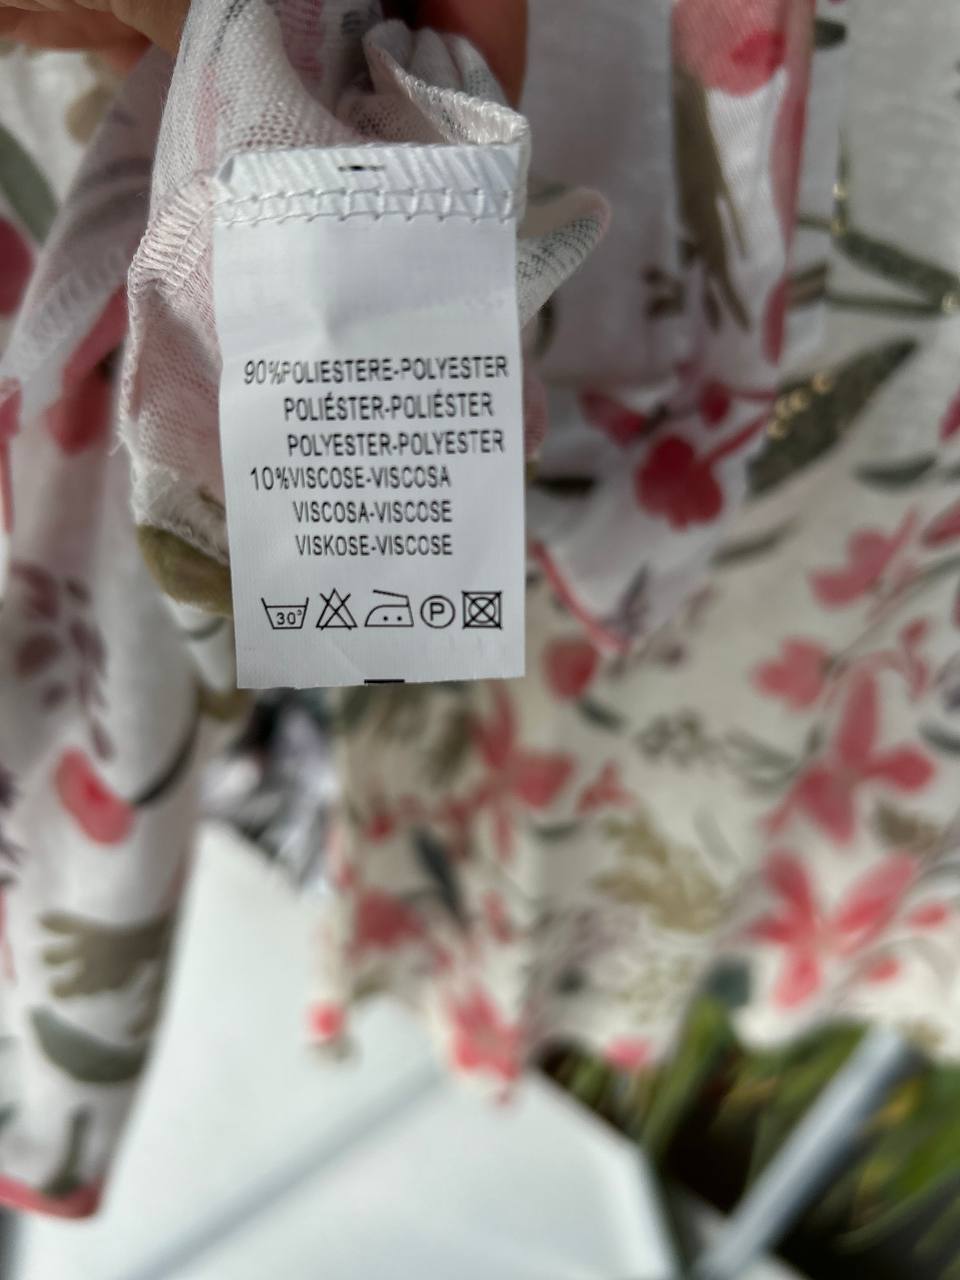 90%POLIESTERE-POLYESTER
POLIÉSTER-POLIÉSTER
POLYESTER-POLYESTER
10%VISCOSE-VISCOSA
VISCOSA-VISCOSE
VISKOSE-VISCOSE
30° P